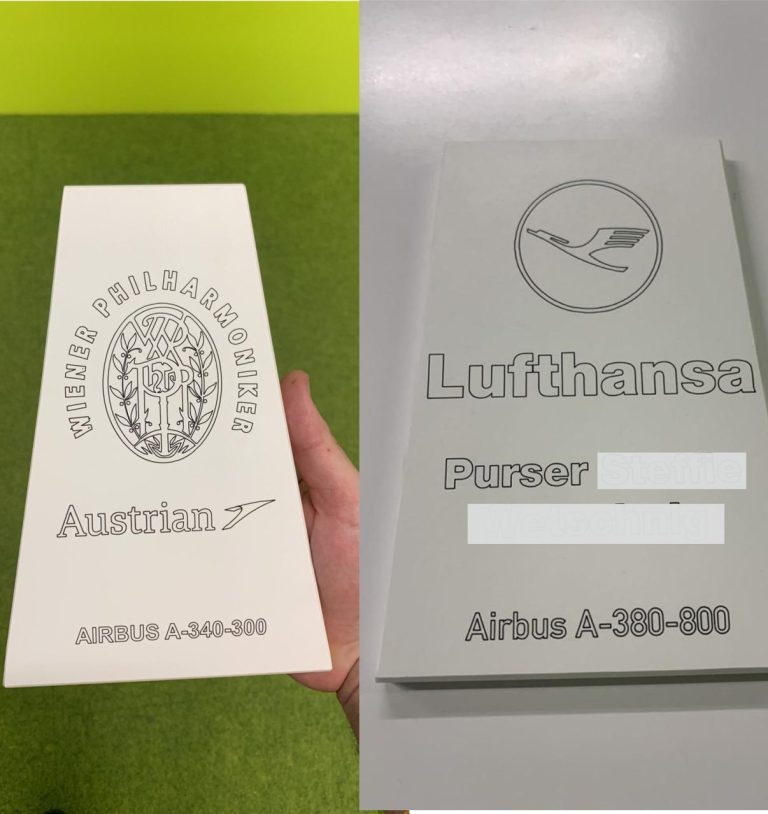 WIENER PHILHARMONIKER
Austrian
AIRBUS A-340-300
Lufthansa
Purser
Airbus A-380-800